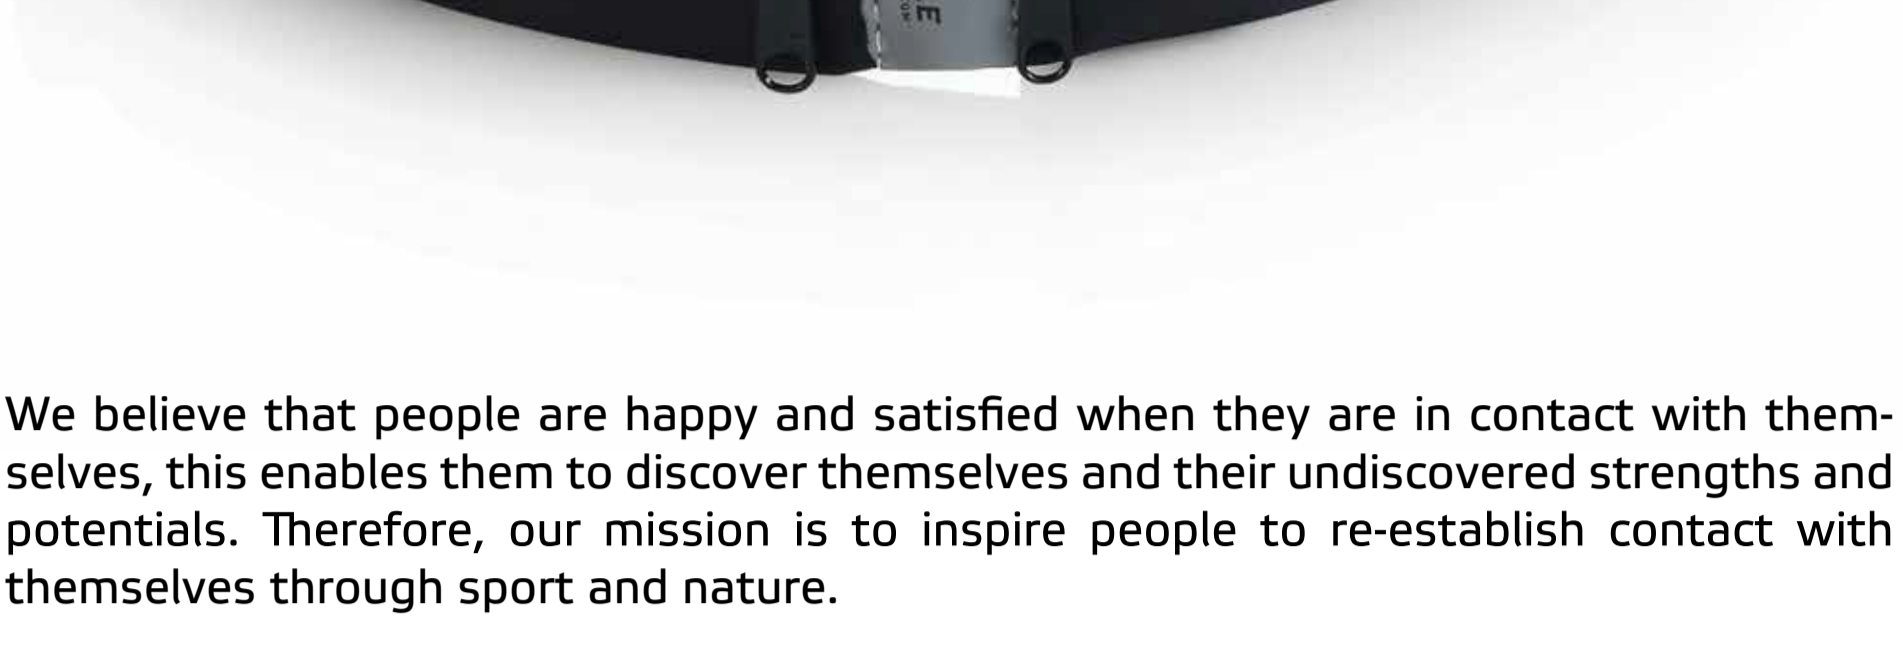 E
We believe that people are happy and satisfied when they are in contact with them-
selves, this enables them to discover themselves and their undiscovered strengths and
potentials. Therefore, our mission is to inspire people to re-establish contact with
themselves through sport and nature.